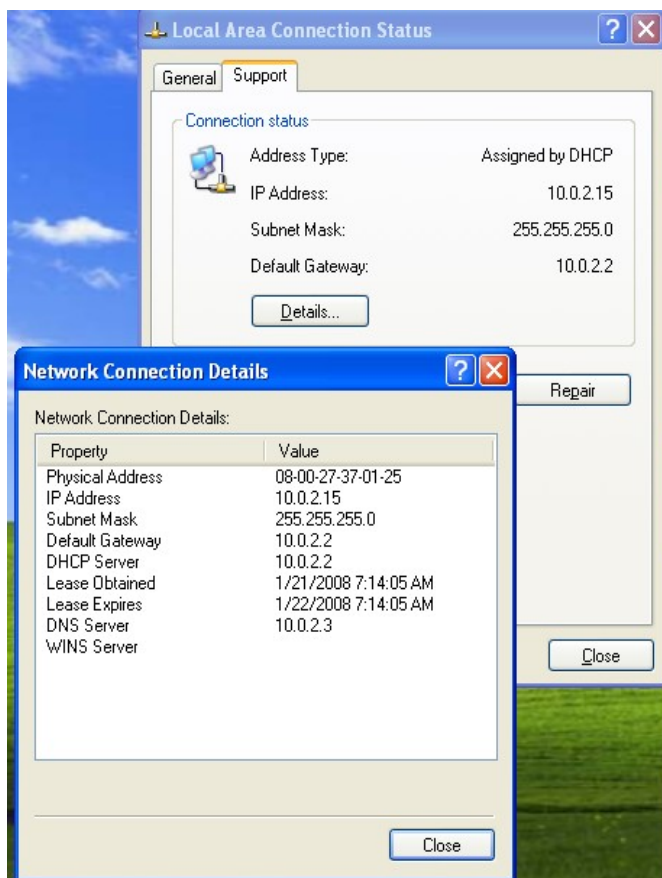 Local Area Connection Status
General Support
Connection status
Address Type: Assigned by DHCP
IP Address: 10.0.2.15
Subnet Mask: 255.255.255.0
Default Gateway: 10.0.2.2
Details...
Repair
Close
Network Connection Details
Network Connection Details:
Property Value
Physical Address 08-00-27-37-01-25
IP Address 10.0.2.15
Subnet Mask 255.255.255.0
Default Gateway 10.0.2.2
DHCP Server 10.0.2.2
Lease Obtained 1/21/2008 7:14:05 AM
Lease Expires 1/22/2008 7:14:05 AM
DNS Server 10.0.2.3
WINS Server
Close